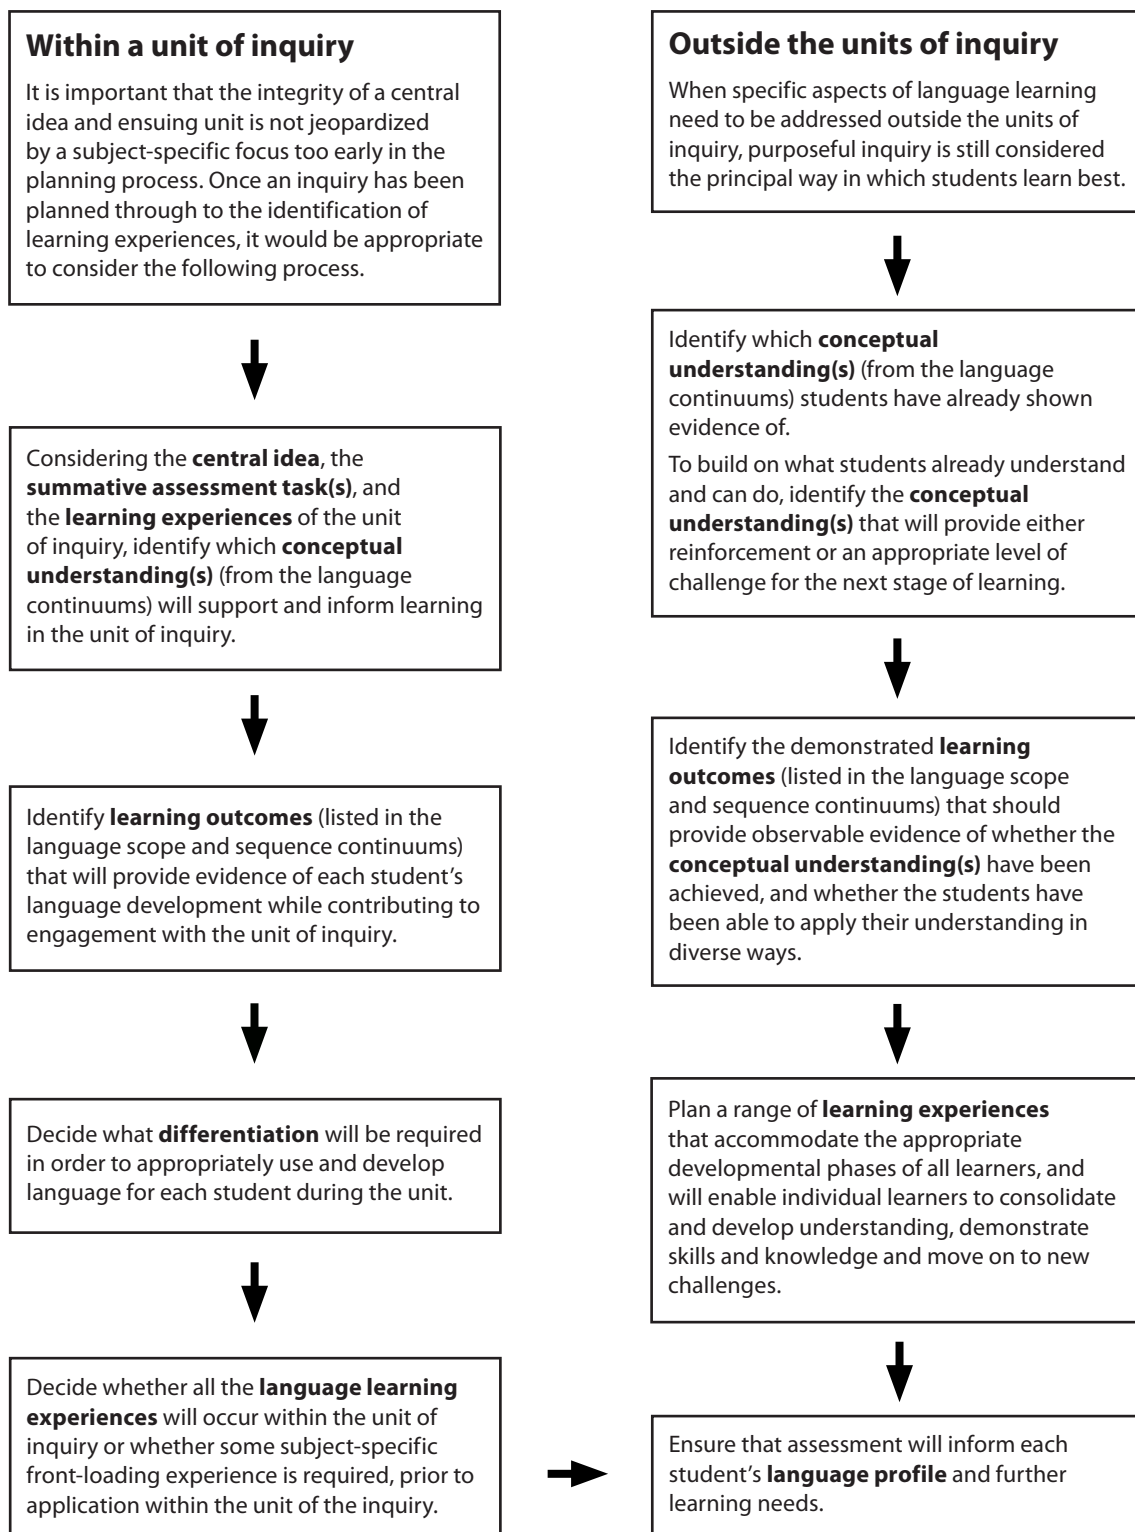 Within a unit of inquiry
It is important that the integrity of a central
idea and ensuing unit is not jeopardized
by a subject-specific focus too early in the
planning process. Once an inquiry has been
planned through to the identification of
learning experiences, it would be appropriate
to consider the following process.
Considering the central idea, the
summative assessment task(s), and
the learning experiences of the unit
of inquiry, identify which conceptual
understanding(s) (from the language
continuums) will support and inform learning
in the unit of inquiry.
Identify learning outcomes (listed in the
language scope and sequence continuums)
that will provide evidence of each student's
language development while contributing to
engagement with the unit of inquiry.
Decide what differentiation will be required
in order to appropriately use and develop
language for each student during the unit.
Decide whether all the language learning
experiences will occur within the unit of
inquiry or whether some subject-specific
front-loading experience is required, prior to
application within the unit of the inquiry.
Outside the units of inquiry
When specific aspects of language learning
need to be addressed outside the units of
inquiry, purposeful inquiry is still considered
the principal way in which students learn best.
Identify which conceptual
understanding(s) (from the language
continuums) students have already shown
evidence of.
To build on what students already understand
and can do, identify the conceptual
understanding(s) that will provide either
reinforcement or an appropriate level of
challenge for the next stage of learning.
Identify the demonstrated learning
outcomes (listed in the language scope
and sequence continuums) that should
provide observable evidence of whether the
conceptual understanding(s) have been
achieved, and whether the students have
been able to apply their understanding in
diverse ways.
Plan a range of learning experiences
that accommodate the appropriate
developmental phases of all learners, and
will enable individual learners to consolidate
and develop understanding, demonstrate
skills and knowledge and move on to new
challenges.
Ensure that assessment will inform each
student's language profile and further
learning needs.